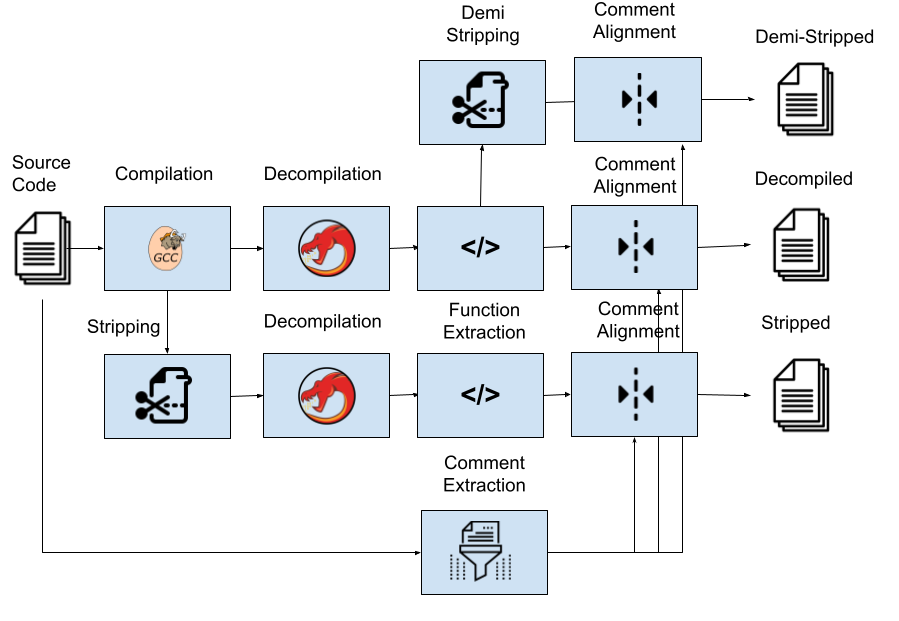 Demi
Stripping
Comment
Alignment
Demi-Stripped
Source
Code
Compilation
Decompilation
Comment
Alignment
Decompiled
GCC
</>
Stripping
Decompilation
Function
Extraction
Comment
Alignment
Stripped
</>
Comment
Extraction